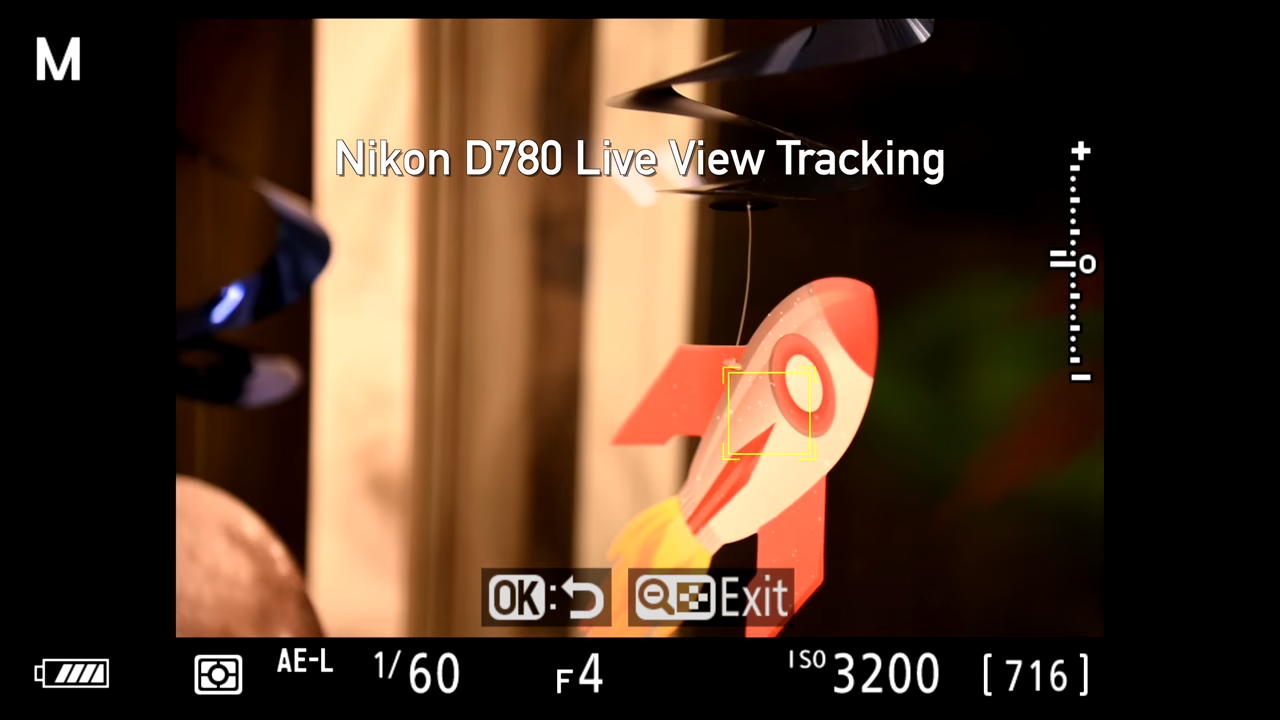 M
Nikon D780 Live View Tracking
+
0
OK: Exit
AE-L 1/60 F4 ISO 3200 [716]